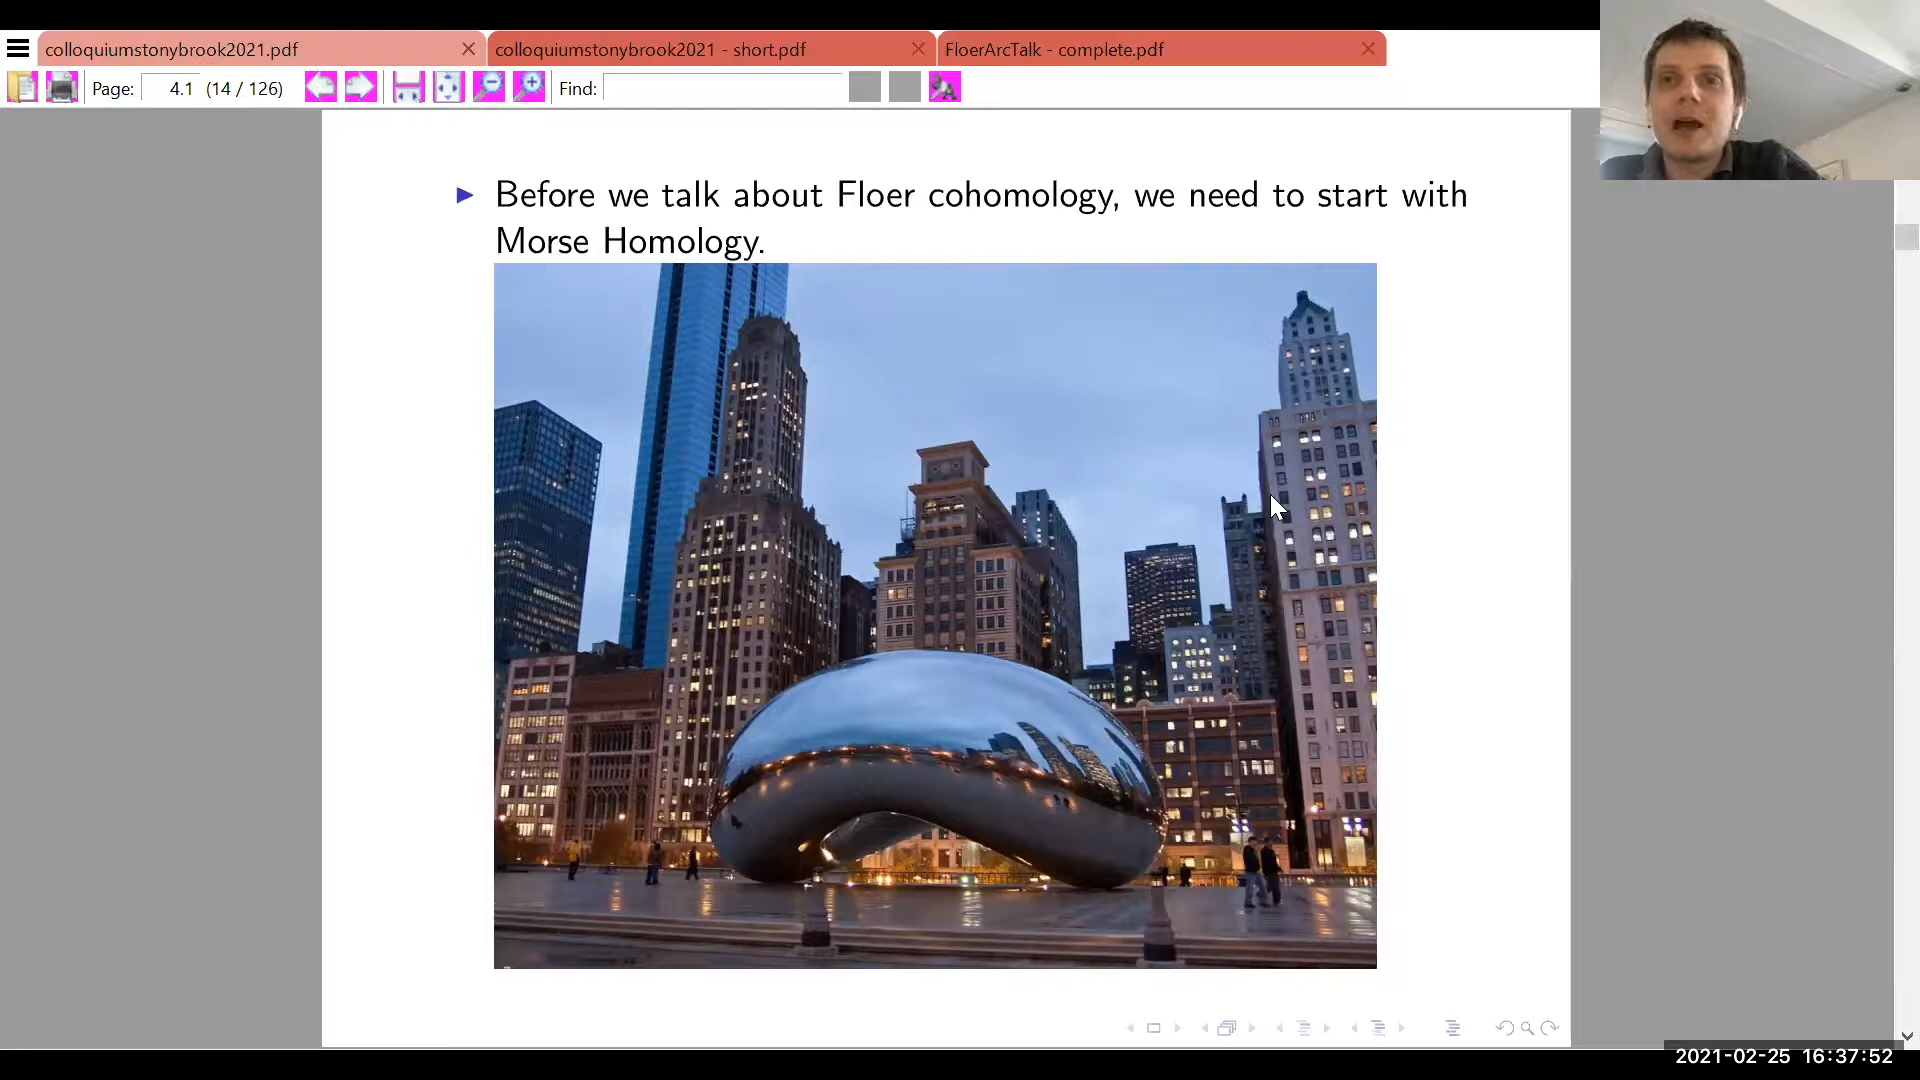 colloquiumstonybrook2021.pdf
colloquiumstonybrook2021 - short.pdf
FloerArcTalk - complete.pdf
Page: 4.1 (14 / 126) Find:
Before we talk about Floer cohomology, we need to start with
Morse Homology.
2021-02-25 16:37:52